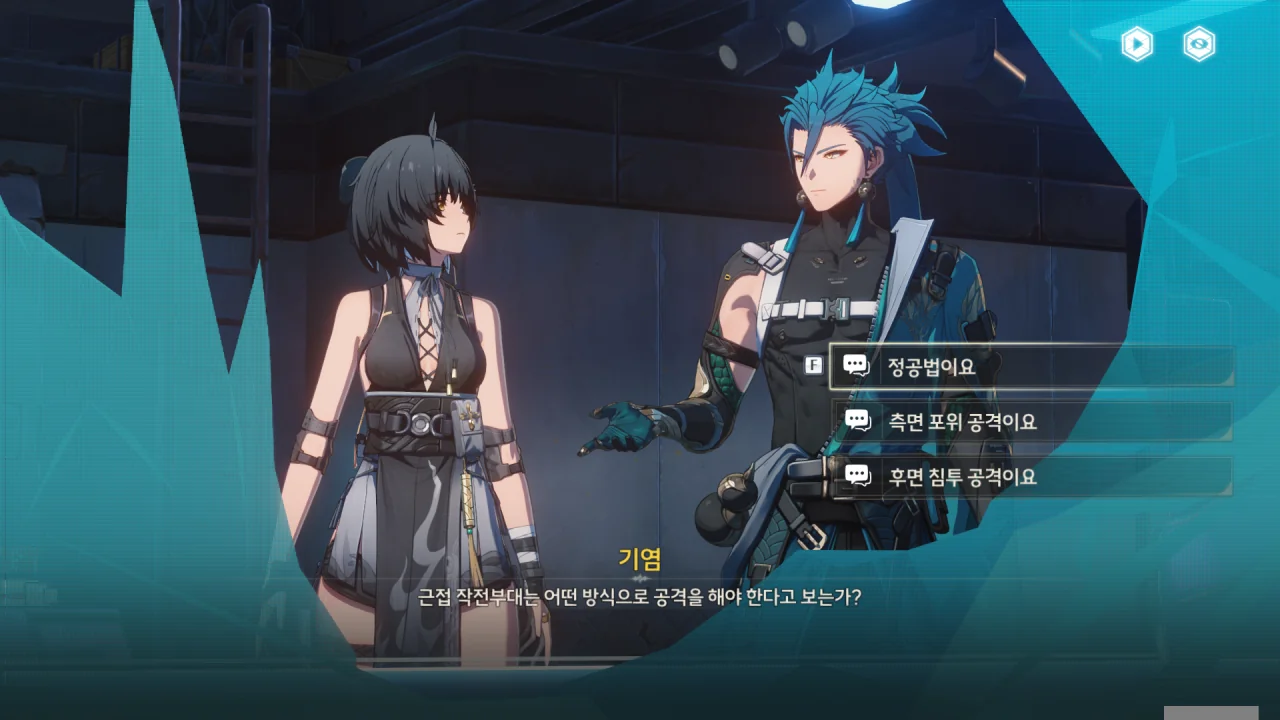 F
정공법이요
측면 포위 공격이요
후면 침투 공격이요
기염
근접 작전부대는 어떤 방식으로 공격을 해야 한다고 보는가?